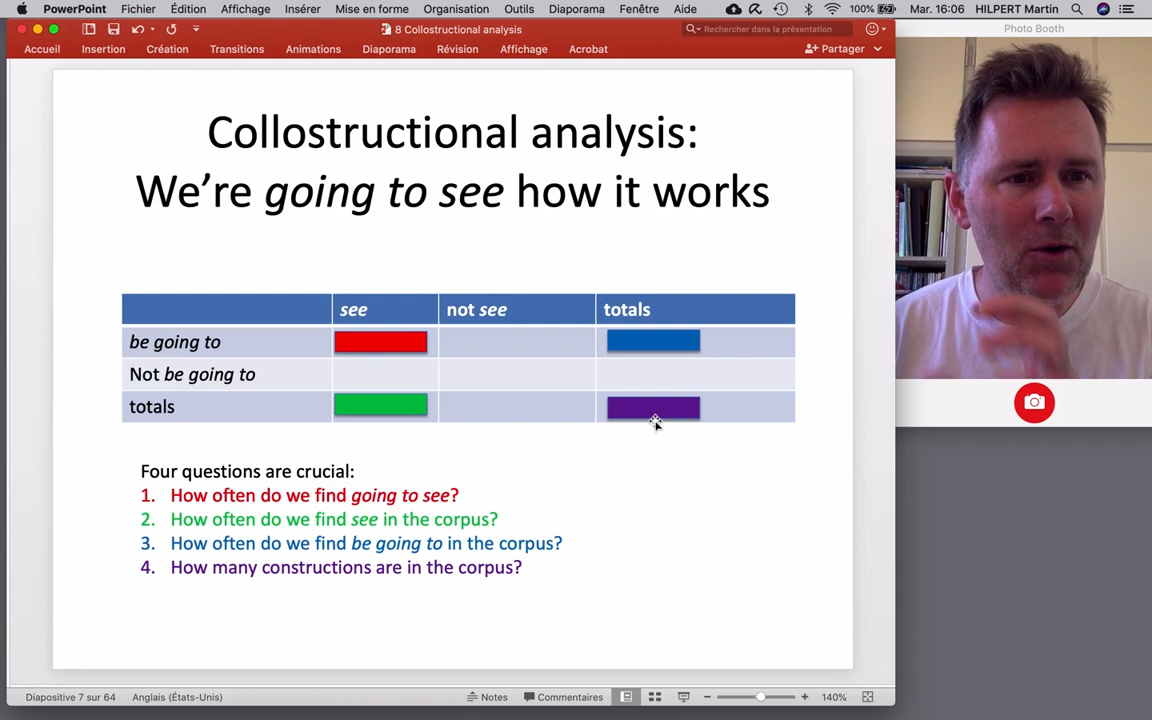 PowerPoint Fichier Édition Affichage Insérer Mise en forme Organisation Outils Diaporama Fenêtre Aide 100% Mar. 16:06 HILPERT Martin
8 Collostructional analysis
Rechercher dans la présentation
Photo Booth
Accueil Insertion Création Transitions Animations Diaporama Révision Affichage Acrobat Partager
Collostructional analysis:
We’re going to see how it works
see not see totals
be going to
Not be going to
totals
Four questions are crucial:
1. How often do we find going to see?
2. How often do we find see in the corpus?
3. How often do we find be going to in the corpus?
4. How many constructions are in the corpus?
Diapositive 7 sur 64 Anglais (États-Unis) Notes Commentaires 140%